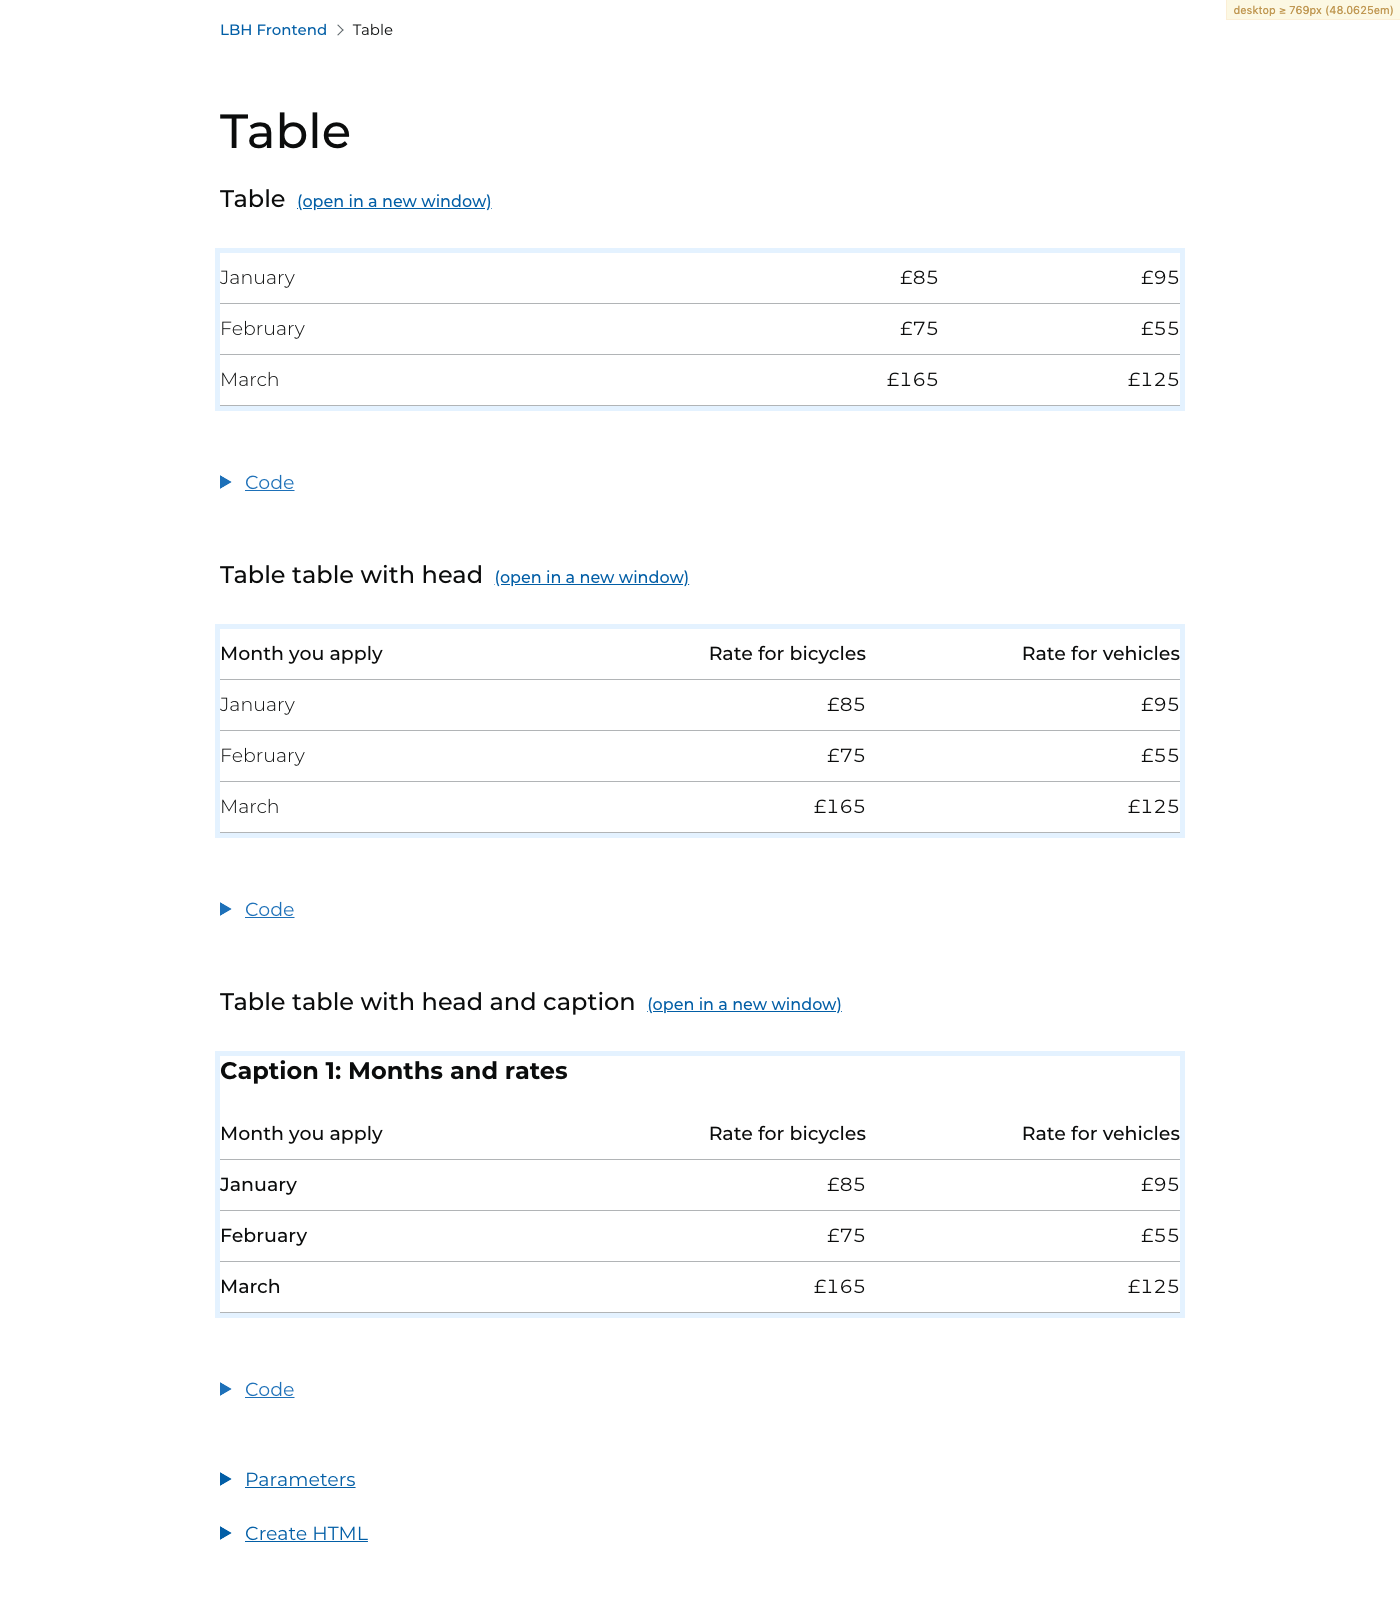 desktop ≥ 769px (48.0625em)
LBH Frontend > Table
Table
Table (open in a new window)
January £85 £95
February £75 £55
March £165 £125
Code
Table table with head (open in a new window)
Month you apply Rate for bicycles Rate for vehicles
January £85 £95
February £75 £55
March £165 £125
Code
Table table with head and caption (open in a new window)
Caption 1: Months and rates
Month you apply Rate for bicycles Rate for vehicles
January £85 £95
February £75 £55
March £165 £125
Code
Parameters
Create HTML